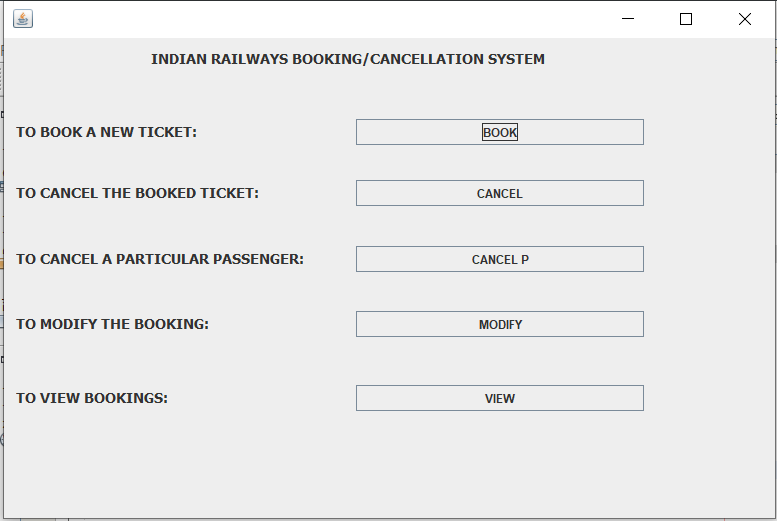 INDIAN RAILWAYS BOOKING/CANCELLATION SYSTEM
TO BOOK A NEW TICKET: BOOK
TO CANCEL THE BOOKED TICKET: CANCEL
TO CANCEL A PARTICULAR PASSENGER: CANCEL P
TO MODIFY THE BOOKING: MODIFY
TO VIEW BOOKINGS: VIEW